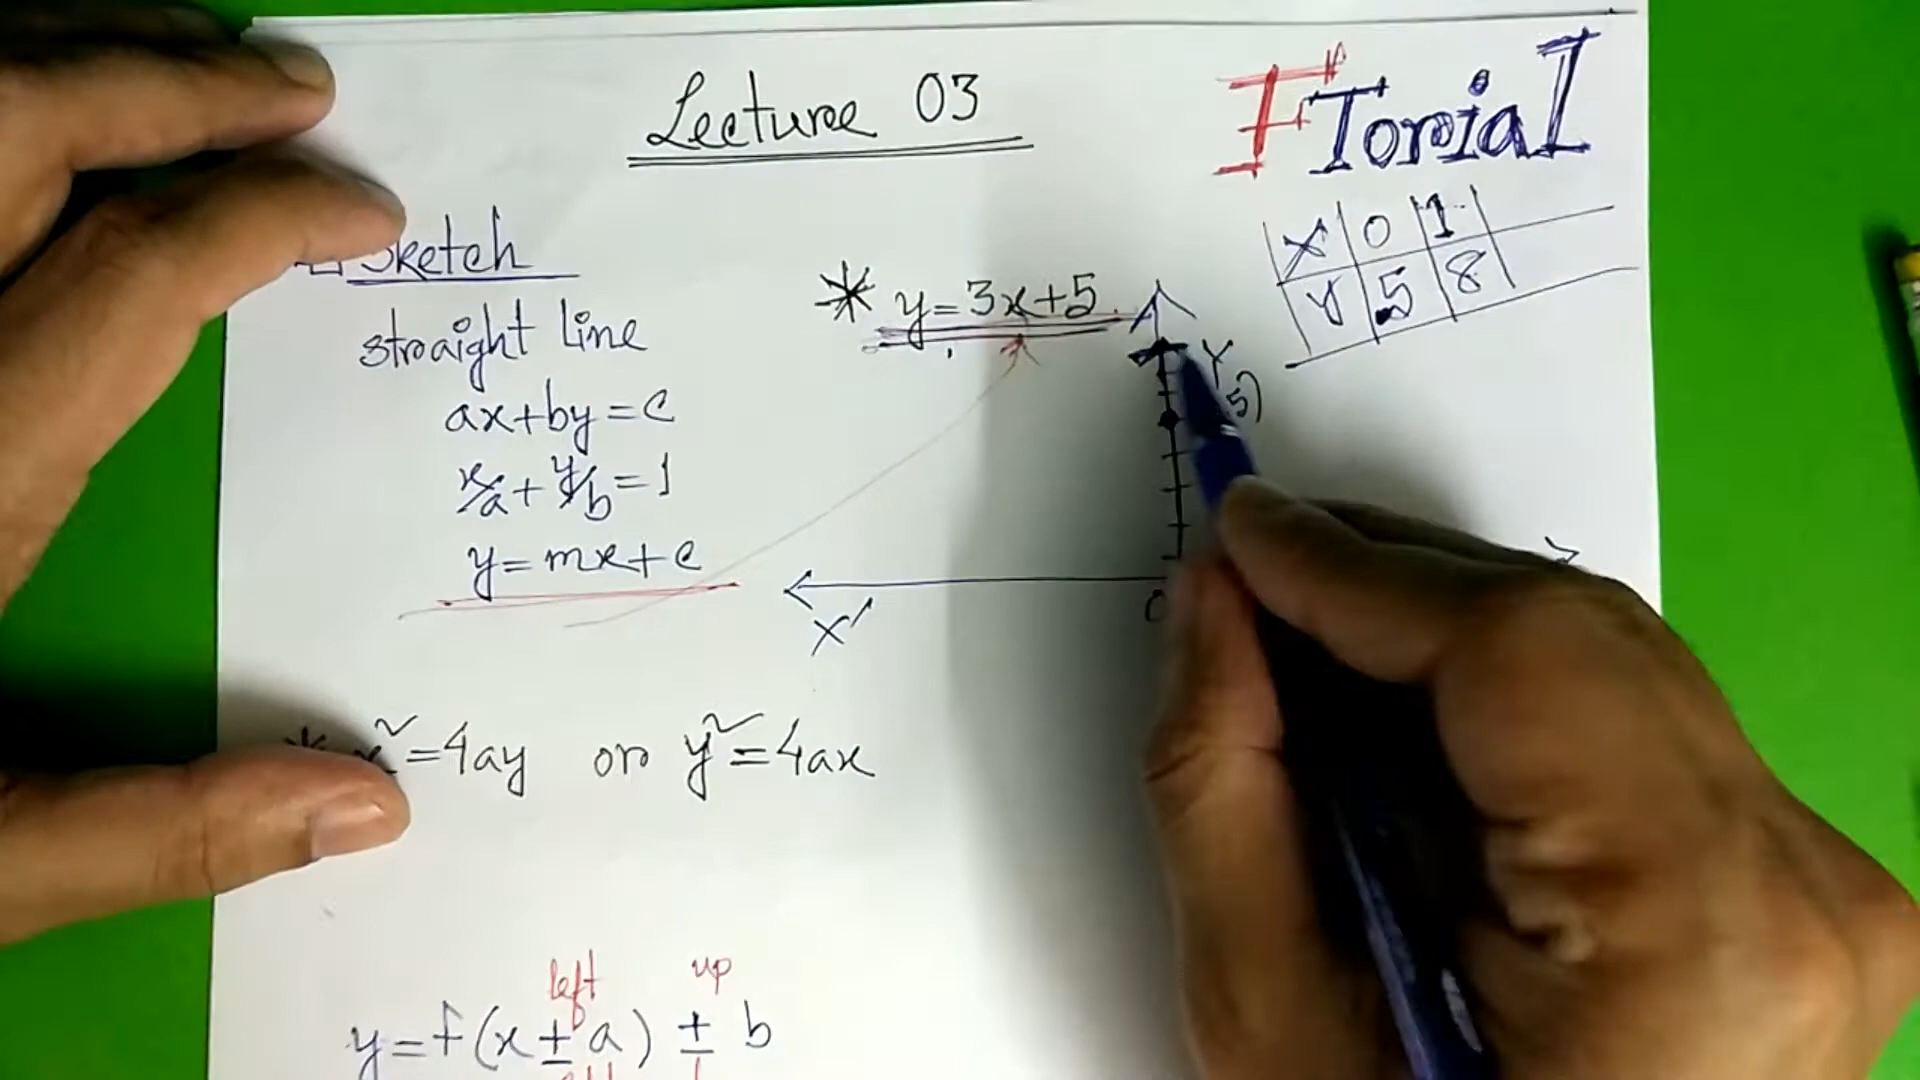 Lecture 03
FTorial
Sketch
straight line
ax+by=c
x/a + y/b = 1
y=mx+c
* y=3x+5
X 0 1
Y 5 8
Y
5)
X'
O
* x²=4ay or y²=4ax
left up
y=f(x±a) ± b